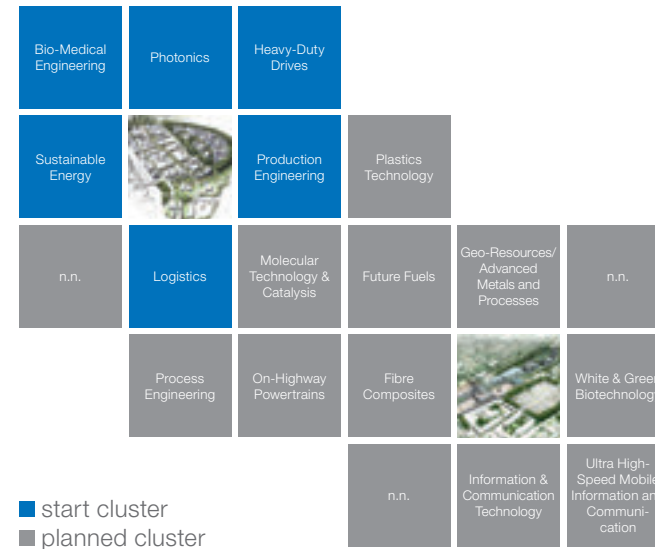 Bio-Medical
Engineering
Photonics
Heavy-Duty
Drives
Sustainable
Energy
Production
Engineering
Plastics
Technology
n.n.
Logistics
Molecular
Technology &
Catalysis
Future Fuels
Geo-Resources/
Advanced
Metals and
Processes
n.n.
Process
Engineering
On-Highway
Powertrains
Fibre
Composites
White & Green
Biotechnology
n.n.
Information &
Communication
Technology
Ultra High-
Speed Mobile
Information an
Communi-
cation
start cluster
planned cluster